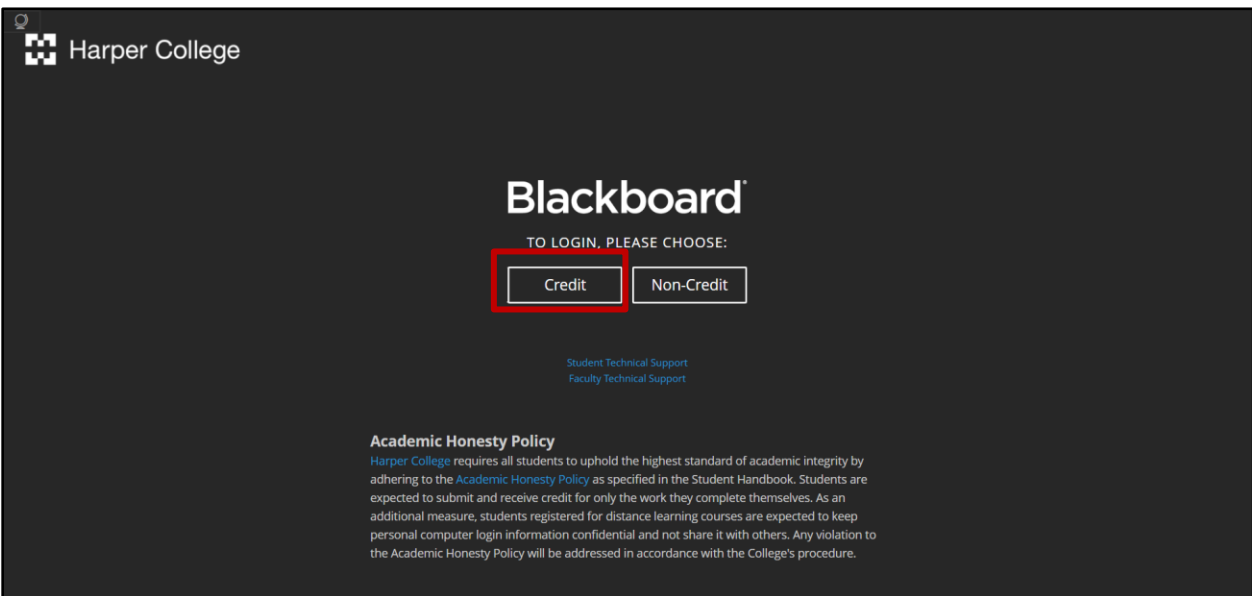 Harper College
Blackboard
TO LOGIN, PLEASE CHOOSE:
Credit Non-Credit
Student Technical Support
Faculty Technical Support
Academic Honesty Policy
Harper College requires all students to uphold the highest standard of academic integrity by
adhering to the Academic Honesty Policy as specified in the Student Handbook. Students are
expected to submit and receive credit for only the work they complete themselves. As an
additional measure, students registered for distance learning courses are expected to keep
personal computer login information confidential and not share it with others. Any violation to
the Academic Honesty Policy will be addressed in accordance with the College's procedure.